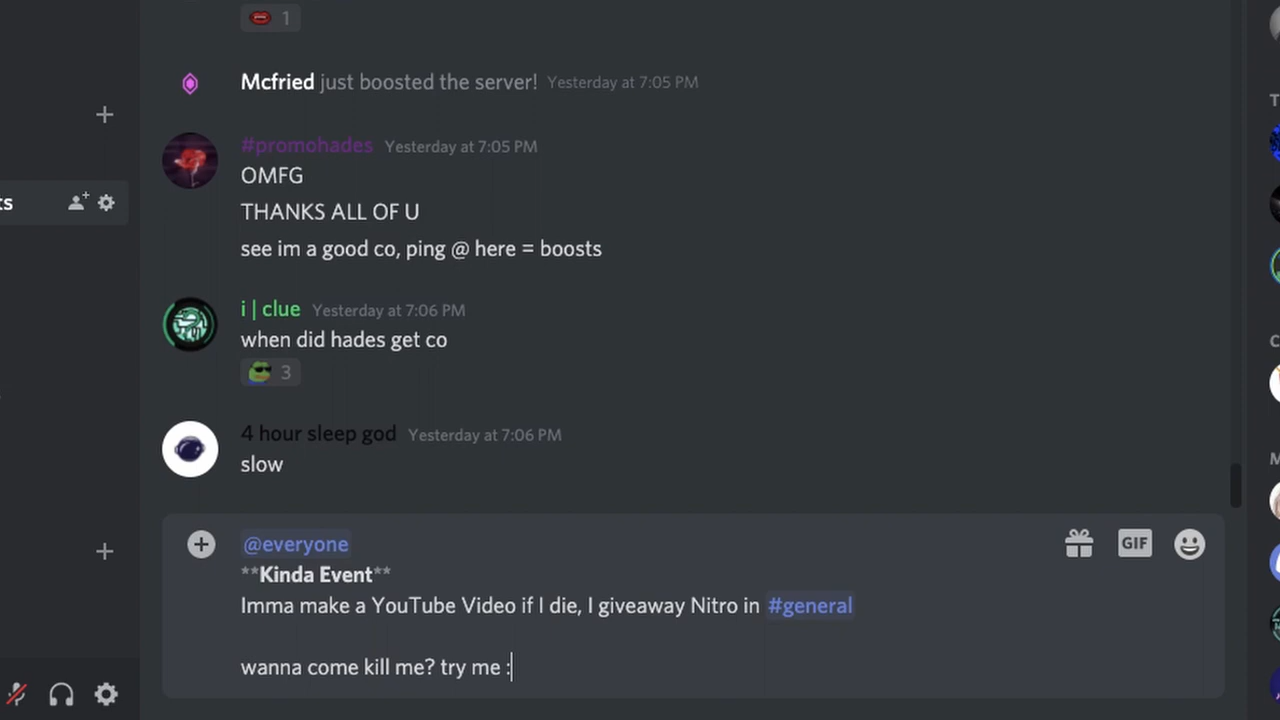 1
Mcfried just boosted the server! Yesterday at 7:05 PM
#promohades Yesterday at 7:05 PM
OMFG
THANKS ALL OF U
see im a good co, ping @ here = boosts
ts
i | clue Yesterday at 7:06 PM
when did hades get co
3
4 hour sleep god Yesterday at 7:06 PM
slow
@everyone
GIF
**Kinda Event**
Imma make a YouTube Video if I die, I giveaway Nitro in #general
wanna come kill me? try me :
T
C
M